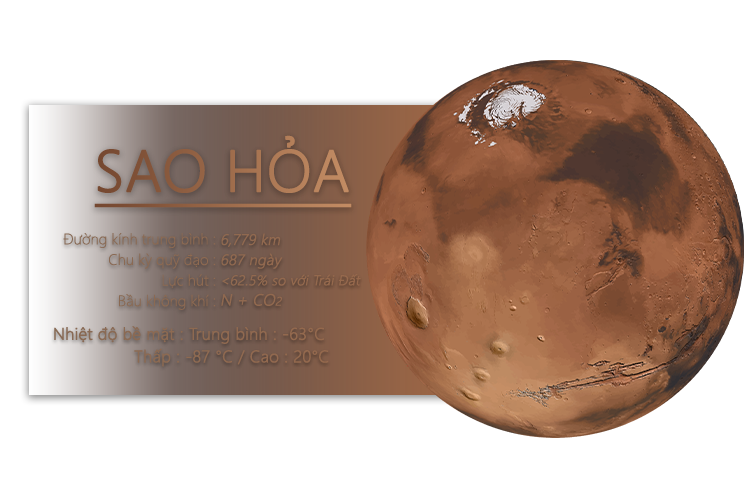 SAO HỎA
Đường kính trung bình : 6,779 km
Chu kỳ quỹ đạo : 687 ngày
Lực hút : <62.5% so với Trái Đất
Bầu không khí : N + CO₂
Nhiệt độ bề mặt : Trung bình : -63°C
Thấp : -87 °C / Cao : 20°C